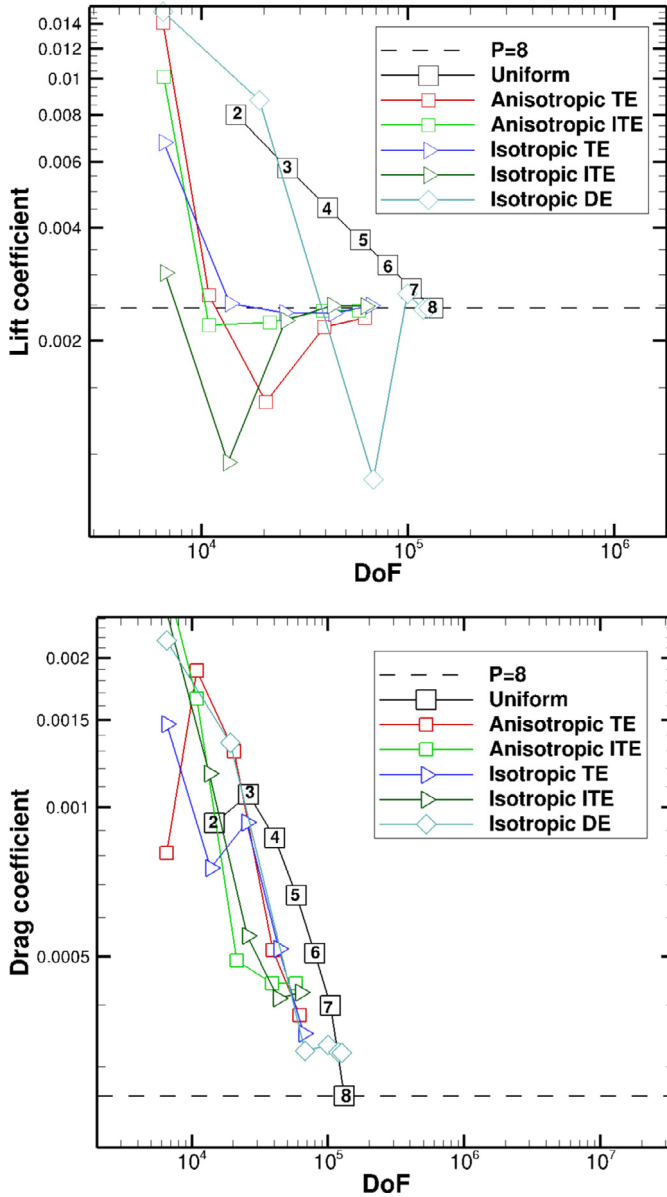 0.014
0.01
0.008
0.006
0.004
0.002
Lift coefficient
P=8
Uniform
Anisotropic TE
Anisotropic ITE
Isotropic TE
Isotropic ITE
Isotropic DE
2
3
4
5
6
7
8
10^4
10^5
10^6
DoF
0.002
0.0015
0.001
0.0005
Drag coefficient
P=8
Uniform
Anisotropic TE
Anisotropic ITE
Isotropic TE
Isotropic ITE
Isotropic DE
2
3
4
5
6
7
8
10^4
10^5
10^6
10^7
DoF